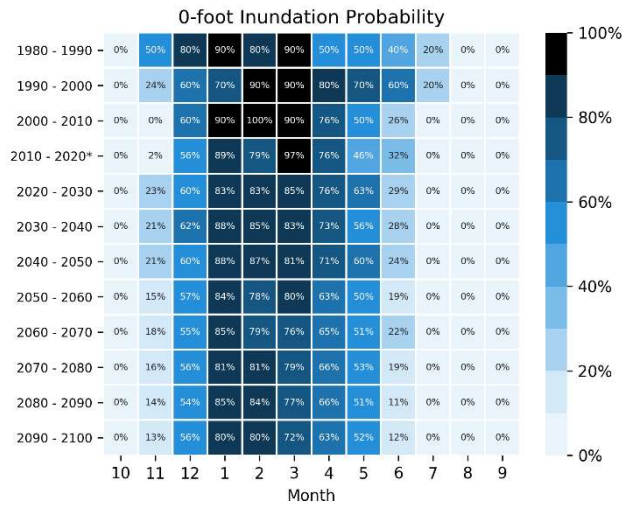 0-foot Inundation Probability
1980 - 1990 0% 50% 80% 90% 80% 90% 50% 50% 40% 20% 0% 0%
1990 - 2000 0% 24% 60% 70% 90% 90% 80% 70% 60% 20% 0% 0%
2000 - 2010 0% 0% 60% 90% 100% 90% 76% 50% 26% 0% 0% 0%
2010 - 2020* 0% 2% 56% 89% 79% 97% 76% 46% 32% 0% 0% 0%
2020 - 2030 0% 23% 60% 83% 83% 85% 76% 63% 29% 0% 0% 0%
2030 - 2040 0% 21% 62% 88% 85% 83% 73% 56% 28% 0% 0% 0%
2040 - 2050 0% 21% 60% 88% 87% 81% 71% 60% 24% 0% 0% 0%
2050 - 2060 0% 15% 57% 84% 78% 80% 63% 50% 19% 0% 0% 0%
2060 - 2070 0% 18% 55% 85% 79% 76% 65% 51% 22% 0% 0% 0%
2070 - 2080 0% 16% 56% 81% 81% 79% 66% 53% 19% 0% 0% 0%
2080 - 2090 0% 14% 54% 85% 84% 77% 66% 51% 11% 0% 0% 0%
2090 - 2100 0% 13% 56% 80% 80% 72% 63% 52% 12% 0% 0% 0%
10 11 12 1 2 3 4 5 6 7 8 9
Month
100%
80%
60%
40%
20%
0%